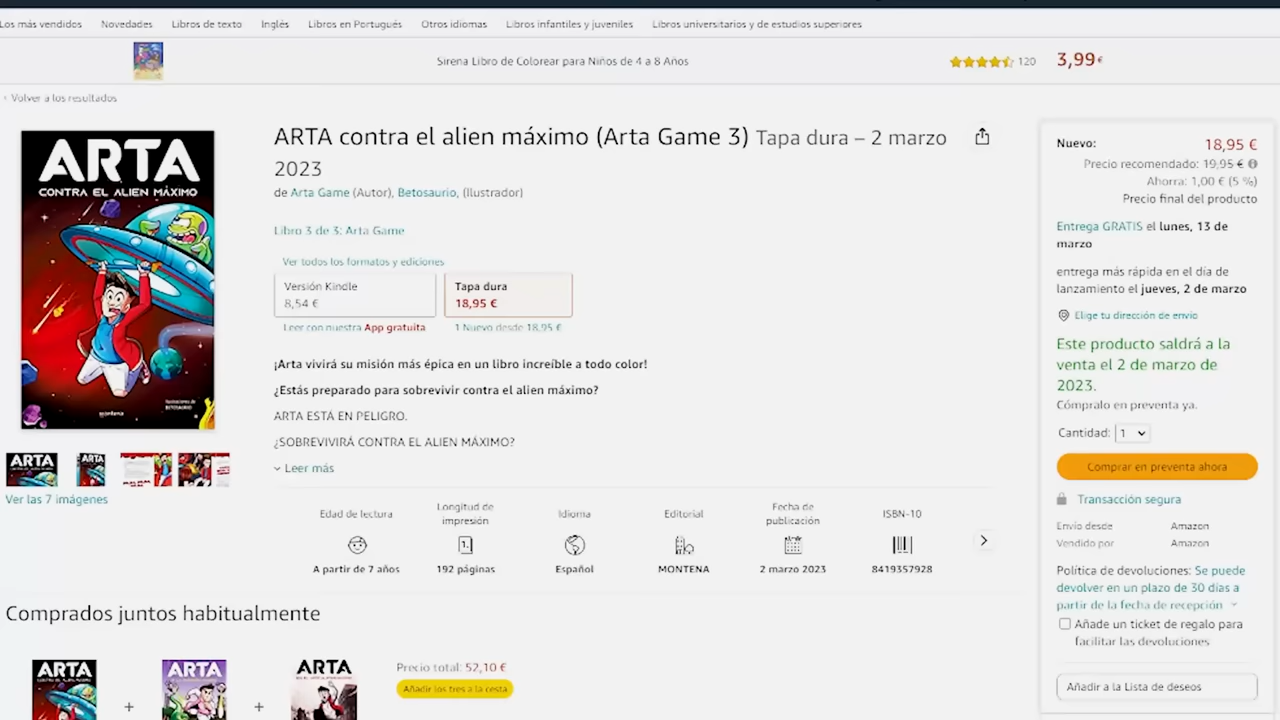 Los más vendidos Novedades Libros de texto Inglés Libros en Portugués Otros idiomas Libros infantiles y juveniles Libros universitarios y de estudios superiores
Sirena Libro de Colorear para Niños de 4 a 8 Años 120 3,99€
‹ Volver a los resultados
ARTA
CONTRA EL ALIEN MÁXIMO
Ilustraciones de
BETOSAURIO
montena
ARTA
Ver las 7 imágenes
ARTA contra el alien máximo (Arta Game 3) Tapa dura – 2 marzo
2023
de Arta Game (Autor), Betosaurio, (Ilustrador)
Libro 3 de 3: Arta Game
Ver todos los formatos y ediciones
Versión Kindle
8,54 €
Leer con nuestra App gratuita
Tapa dura
18,95 €
1 Nuevo desde 18,95 €
¡Arta vivirá su misión más épica en un libro increíble a todo color!
¿Estás preparado para sobrevivir contra el alien máximo?
ARTA ESTÁ EN PELIGRO.
¿SOBREVIVIRÁ CONTRA EL ALIEN MÁXIMO?
Leer más
Edad de lectura
A partir de 7 años
Longitud de
impresión
1.
192 páginas
Idioma
Español
Editorial
MONTENA
Fecha de
publicación
2 marzo 2023
ISBN-10
8419357928
Nuevo: 18,95 €
Precio recomendado: 19,95 €
Ahorra: 1,00 € (5 %)
Precio final del producto
Entrega GRATIS el lunes, 13 de
marzo
entrega más rápida en el día de
lanzamiento el jueves, 2 de marzo
Elige tu dirección de envío
Este producto saldrá a la
venta el 2 de marzo de
2023.
Cómpralo en preventa ya.
Cantidad: 1
Comprar en preventa ahora
Transacción segura
Envío desde Amazon
Vendido por Amazon
Política de devoluciones: Se puede
devolver en un plazo de 30 días a
partir de la fecha de recepción
Añade un ticket de regalo para
facilitar las devoluciones
Añadir a la Lista de deseos
Comprados juntos habitualmente
ARTA
CONTRA EL ALIEN MÁXIMO
+
ARTA
+
ARTA
Precio total: 52,10 €
Añadir los tres a la cesta